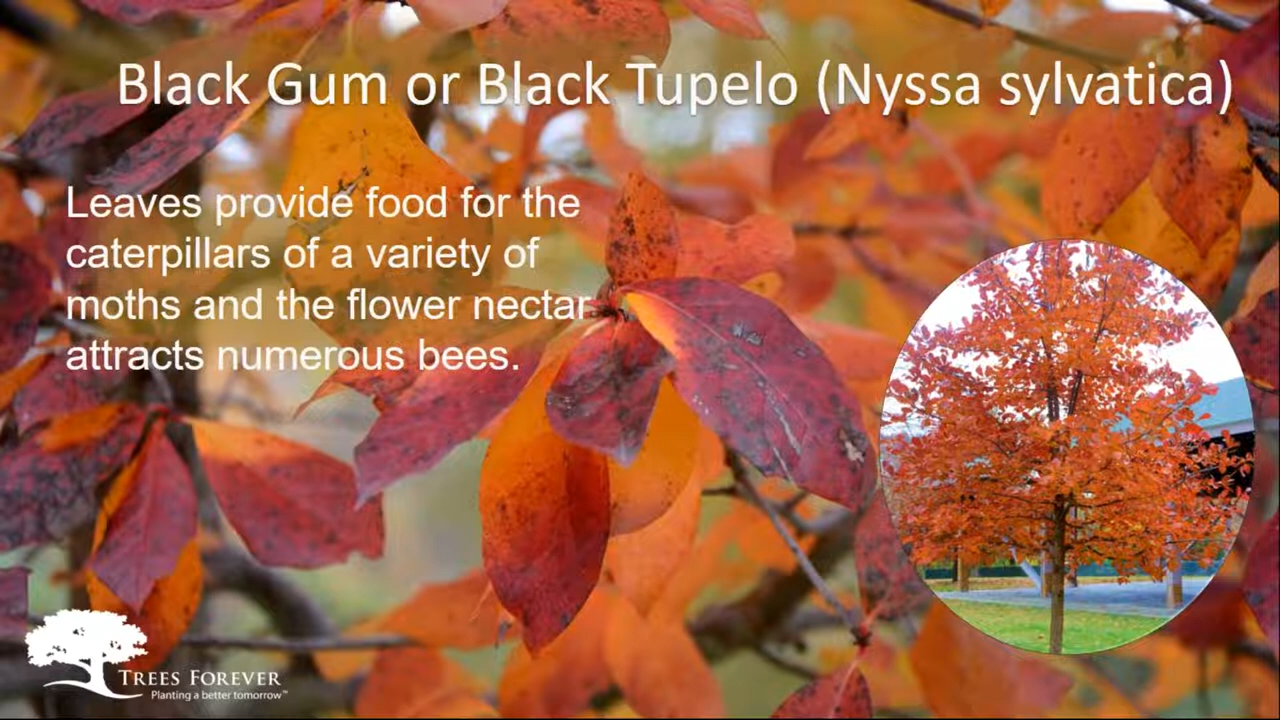 Black Gum or Black Tupelo (Nyssa sylvatica)
Leaves provide food for the
caterpillars of a variety of
moths and the flower nectar
attracts numerous bees.
TREES FOREVER
Planting a better tomorrow™